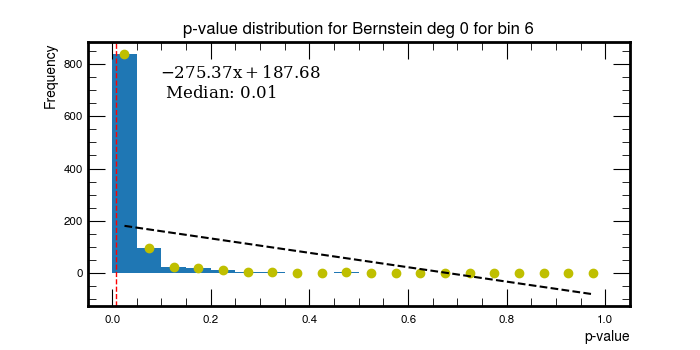 p-value distribution for Bernstein deg 0 for bin 6
Frequency
800
600
400
200
0
−275.37x + 187.68
Median: 0.01
0.0 0.2 0.4 0.6 0.8 1.0
p-value